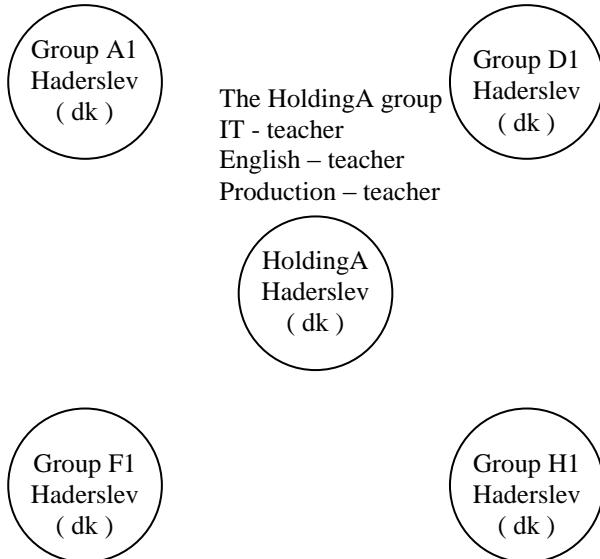 Group A1
Haderslev
( dk )
Group D1
Haderslev
( dk )
The HoldingA group
IT - teacher
English – teacher
Production – teacher
HoldingA
Haderslev
( dk )
Group F1
Haderslev
( dk )
Group H1
Haderslev
( dk )